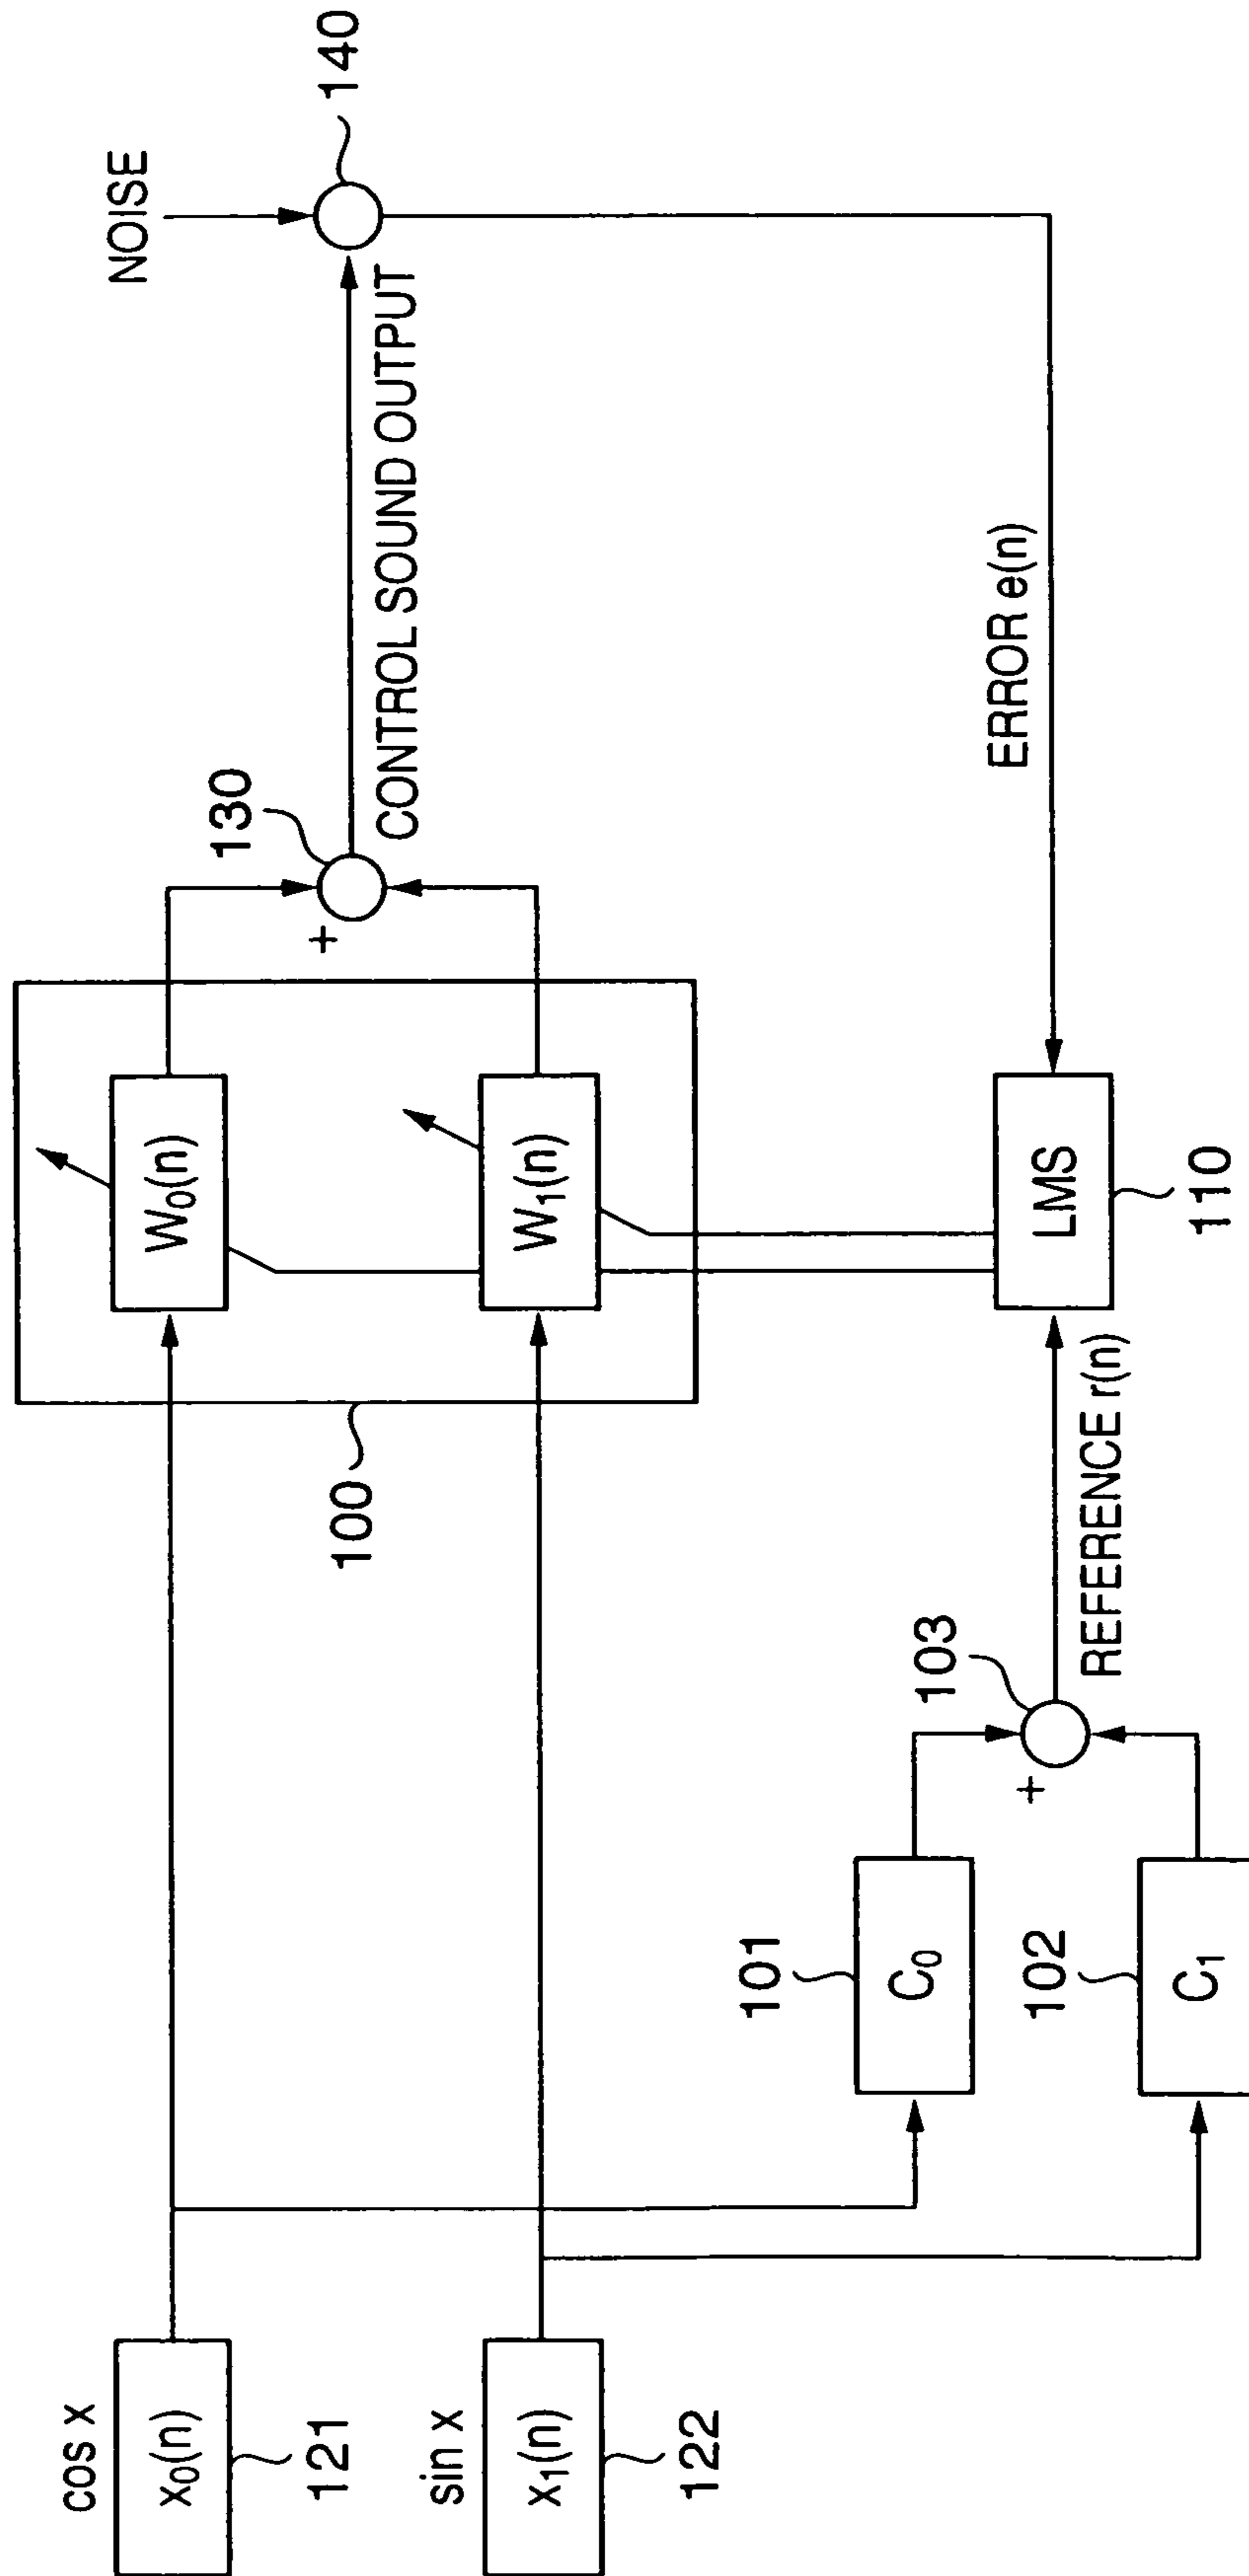 cos x
x₀(n)
121
sin x
x₁(n)
122
100
W₀(n)
W₁(n)
130
+
CONTROL SOUND OUTPUT
NOISE
140
101
C₀
102
C₁
103
+
REFERENCE r(n)
LMS
110
ERROR e(n)